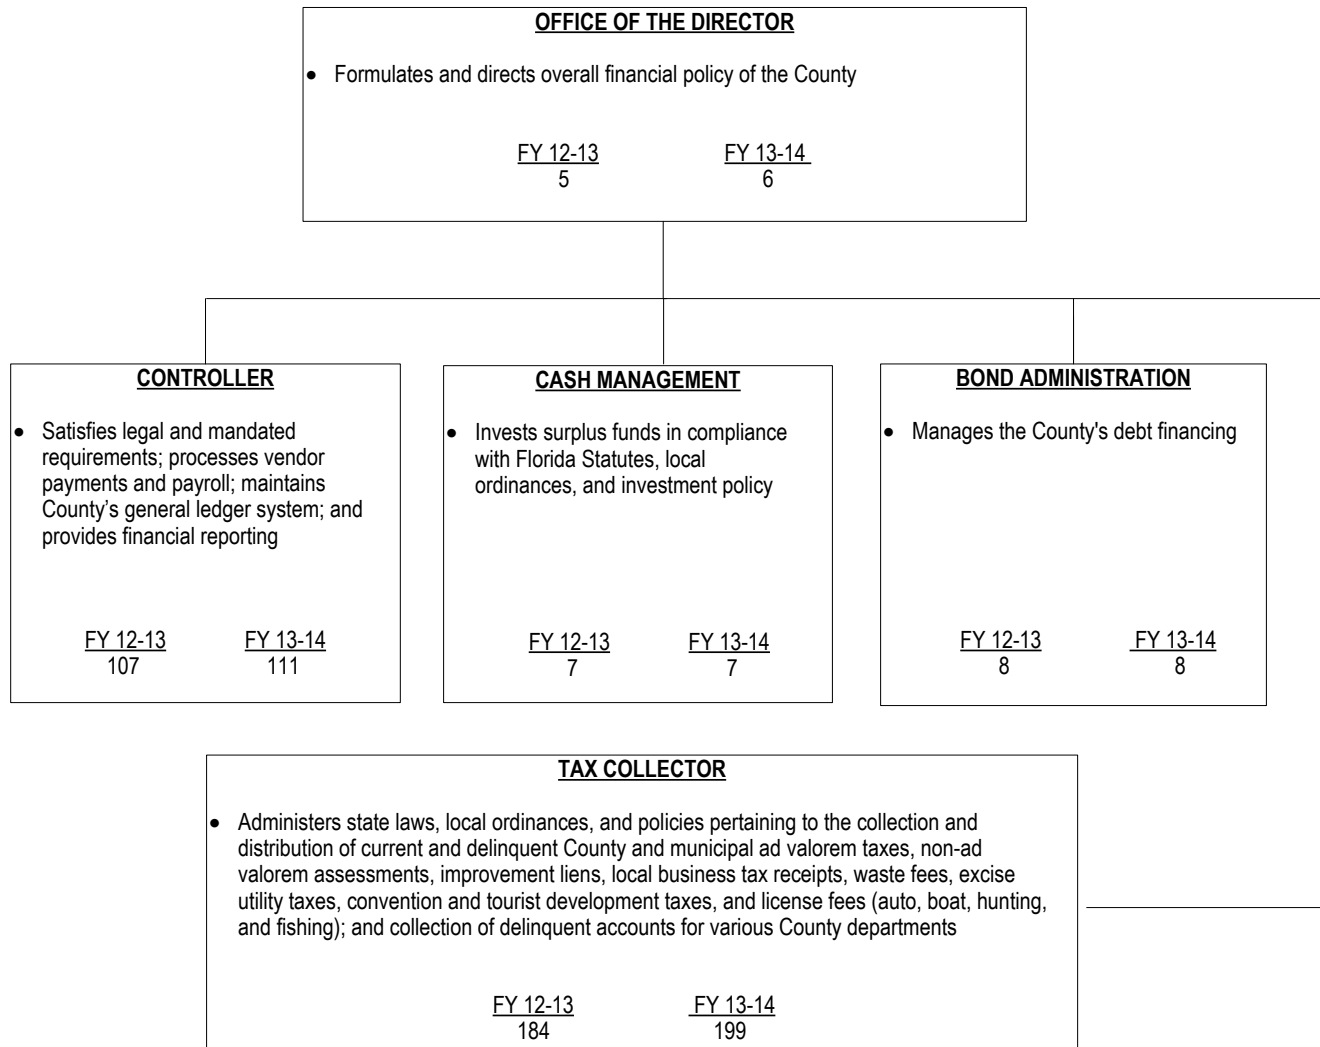 OFFICE OF THE DIRECTOR
• Formulates and directs overall financial policy of the County
FY 12-13 FY 13-14
5 6
CONTROLLER
• Satisfies legal and mandated
requirements; processes vendor
payments and payroll; maintains
County’s general ledger system; and
provides financial reporting
FY 12-13 FY 13-14
107 111
CASH MANAGEMENT
• Invests surplus funds in compliance
with Florida Statutes, local
ordinances, and investment policy
FY 12-13 FY 13-14
7 7
BOND ADMINISTRATION
• Manages the County's debt financing
FY 12-13 FY 13-14
8 8
TAX COLLECTOR
• Administers state laws, local ordinances, and policies pertaining to the collection and
distribution of current and delinquent County and municipal ad valorem taxes, non-ad
valorem assessments, improvement liens, local business tax receipts, waste fees, excise
utility taxes, convention and tourist development taxes, and license fees (auto, boat, hunting,
and fishing); and collection of delinquent accounts for various County departments
FY 12-13 FY 13-14
184 199